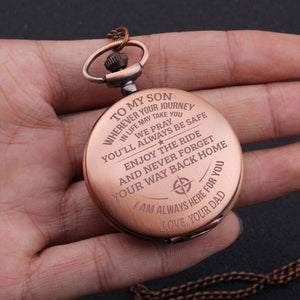 TO MY SON
WHEREVER YOUR JOURNEY
IN LIFE MAY TAKE YOU
WE PRAY
YOU'LL ALWAYS BE SAFE
ENJOY THE RIDE
AND NEVER FORGET
YOUR WAY BACK HOME
I AM ALWAYS HERE FOR YOU
LOVE, YOUR DAD